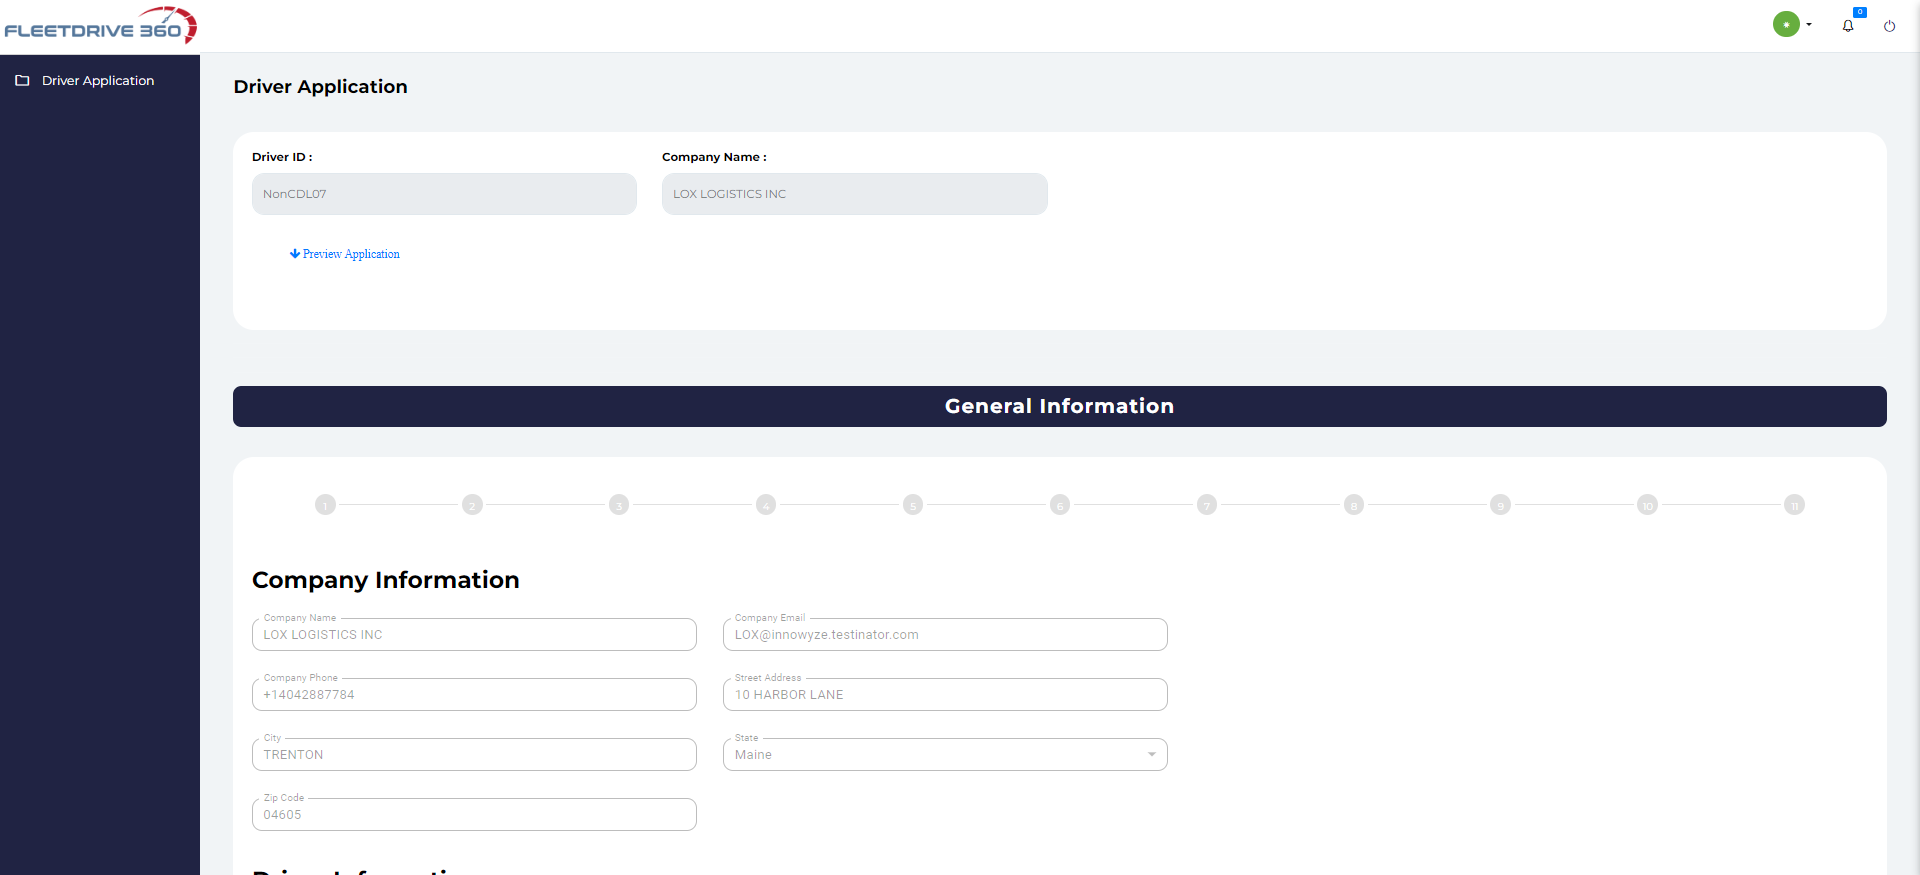 FLEETDRIVE 360
0
Driver Application
Driver Application
Driver ID :
Company Name :
NonCDL07
LOX LOGISTICS INC
Preview Application
General Information
1 2 3 4 5 6 7 8 9 10 11
Company Information
Company Name
Company Email
LOX LOGISTICS INC
LOX@innowyze.testinator.com
Company Phone
Street Address
+14042887784
10 HARBOR LANE
City
State
TRENTON
Maine
Zip Code
04605
Driver Information